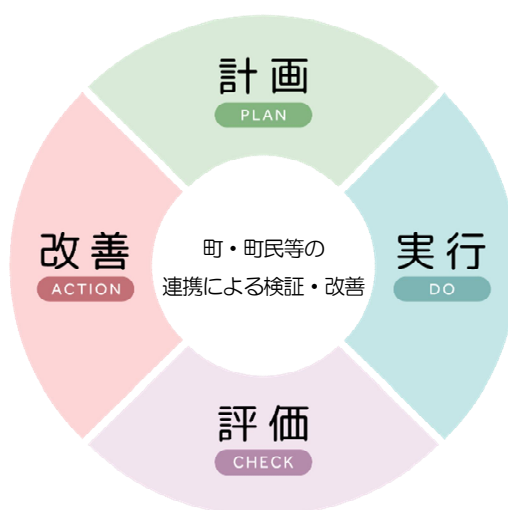 計画
PLAN
実行
DO
評価
CHECK
改善
ACTION
町・町民等の
連携による検証・改善